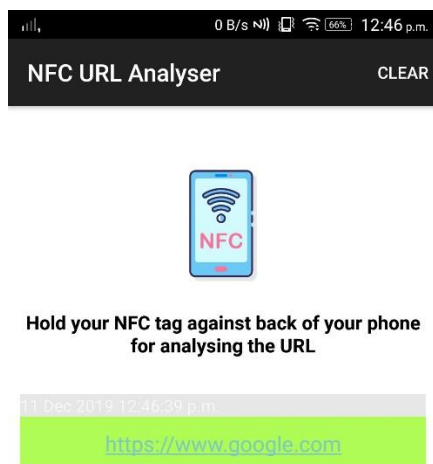 0 B/s 66% 12:46 p.m.
NFC URL Analyser CLEAR
NFC
Hold your NFC tag against back of your phone
for analysing the URL
11 Dec 2019 12:46:39 p.m.
https://www.google.com